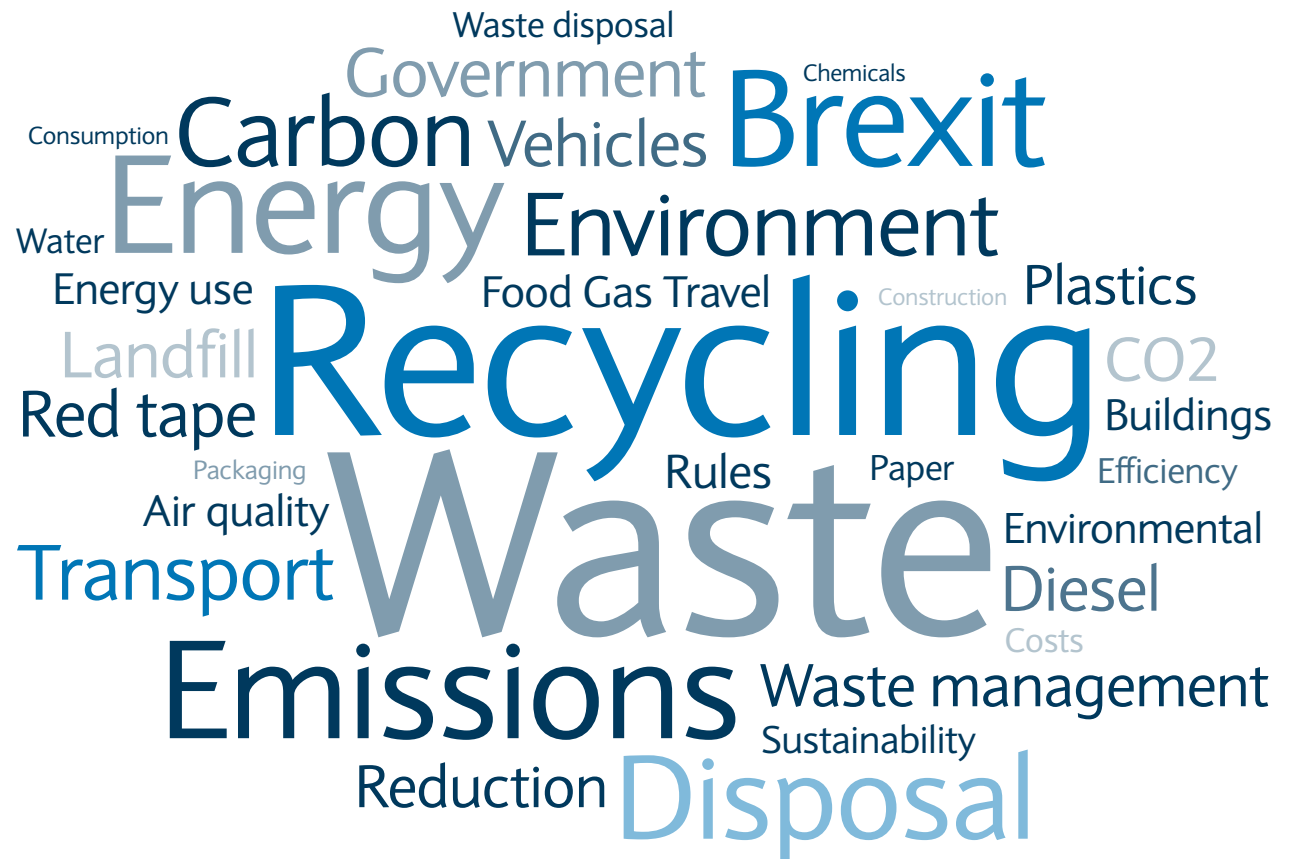 Waste disposal
Government
Chemicals
Brexit
Consumption
Carbon
Vehicles
Energy
Environment
Water
Energy use
Food Gas Travel
Construction
Plastics
Landfill
Recycling
CO2
Red tape
Buildings
Packaging
Rules
Paper
Efficiency
Air quality
Waste
Environmental
Transport
Diesel
Costs
Emissions
Waste management
Sustainability
Reduction
Disposal